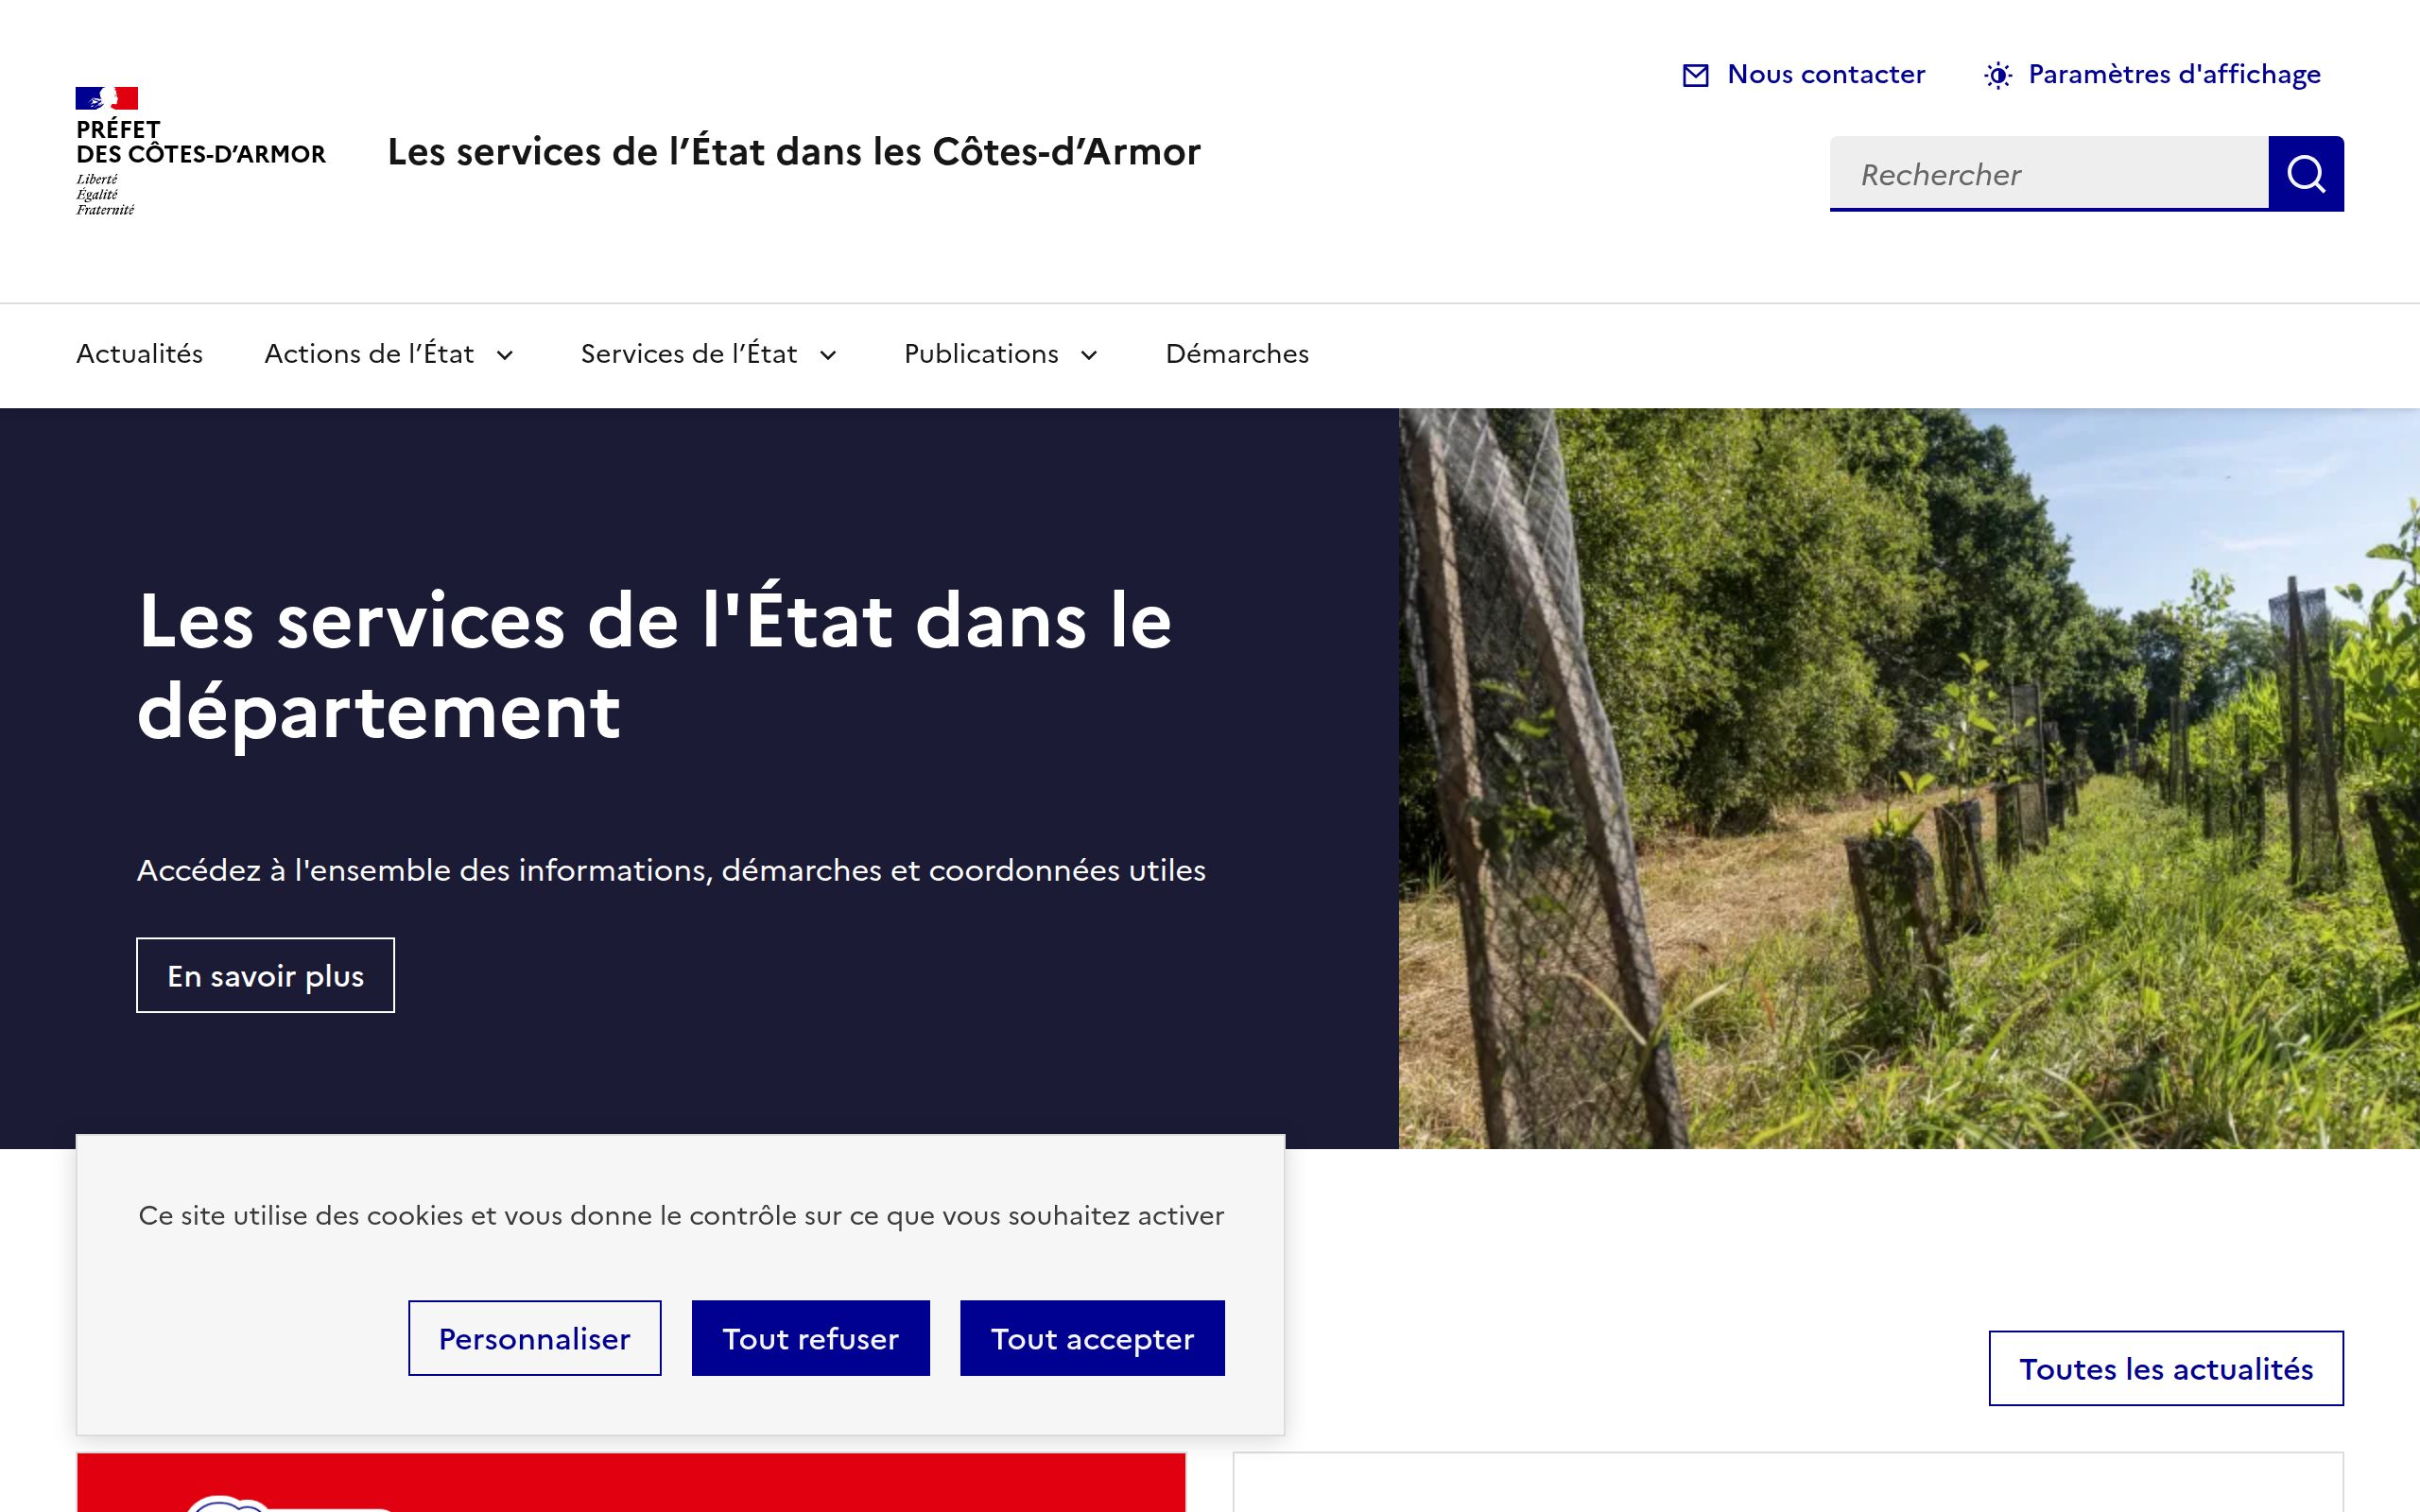 Nous contacter
Paramètres d'affichage
PRÉFET
DES CÔTES-D’ARMOR
Liberté
Égalité
Fraternité
Les services de l’État dans les Côtes-d’Armor
Rechercher
Actualités
Actions de l’État
Services de l’État
Publications
Démarches
Les services de l'État dans le
département
Accédez à l'ensemble des informations, démarches et coordonnées utiles
En savoir plus
Ce site utilise des cookies et vous donne le contrôle sur ce que vous souhaitez activer
Personnaliser
Tout refuser
Tout accepter
Toutes les actualités